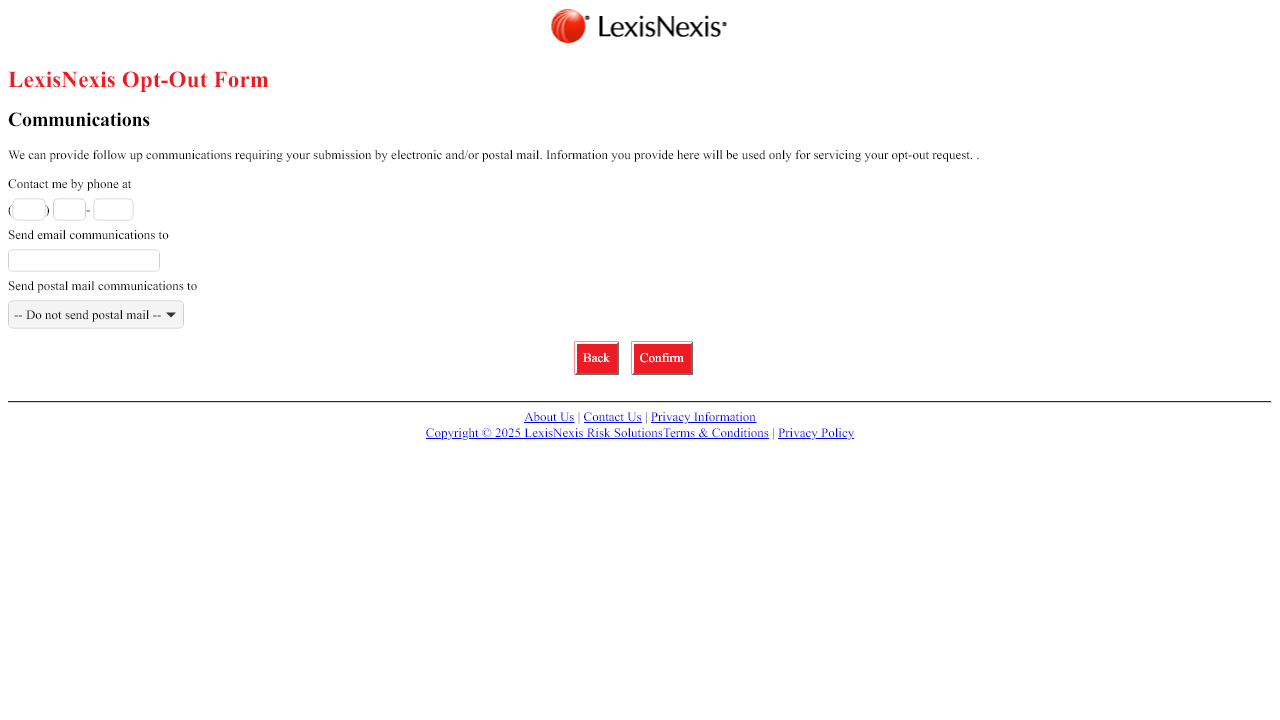 LexisNexis
LexisNexis Opt-Out Form
Communications
We can provide follow up communications requiring your submission by electronic and/or postal mail. Information you provide here will be used only for servicing your opt-out request. .
Contact me by phone at
( ) -
Send email communications to
Send postal mail communications to
-- Do not send postal mail --
Back Confirm
About Us | Contact Us | Privacy Information
Copyright © 2025 LexisNexis Risk SolutionsTerms & Conditions | Privacy Policy